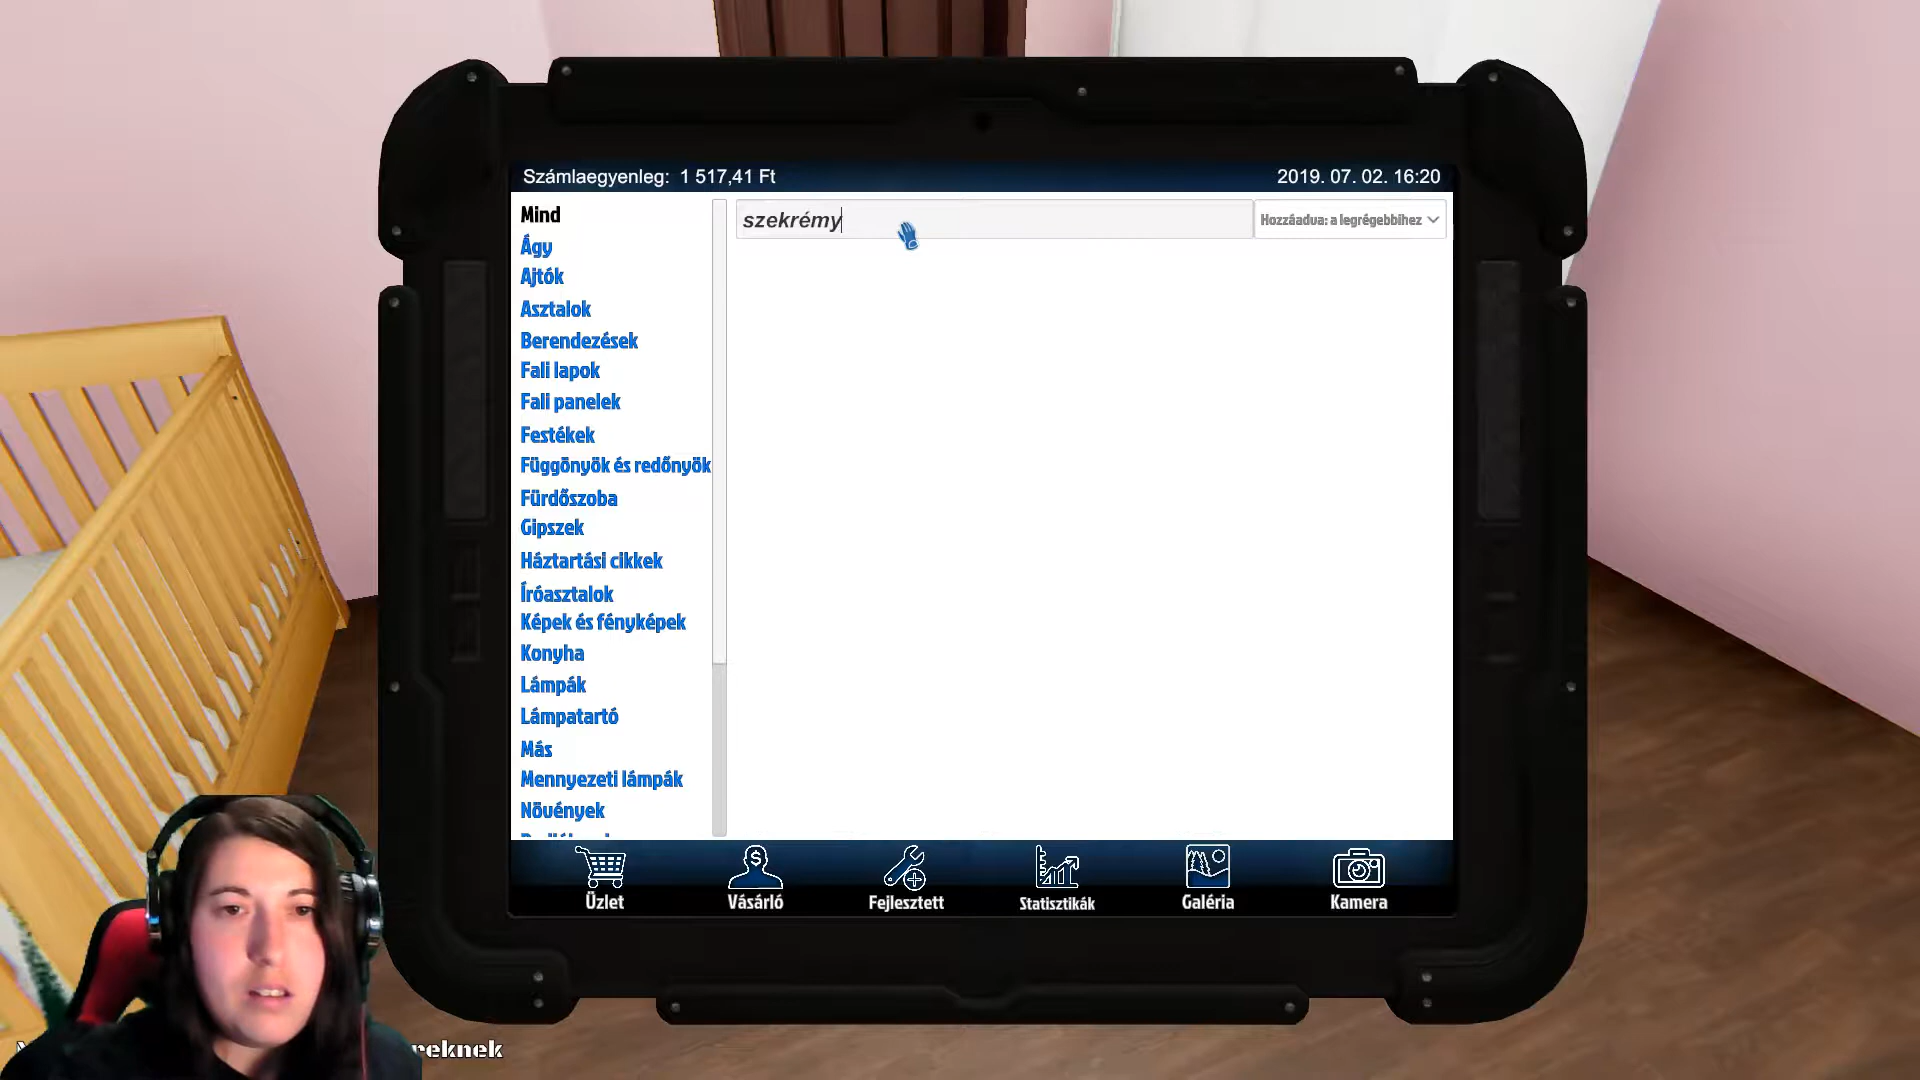 Számlaegyenleg: 1 517,41 Ft
2019. 07. 02. 16:20
Mind
szekrémy
Hozzáadva: a legrégebbihez
Ágy
Ajtók
Asztalok
Berendezések
Fali lapok
Fali panelek
Festékek
Függönyök és redőnyök
Fürdőszoba
Gipszek
Háztartási cikkek
Íróasztalok
Képek és fényképek
Konyha
Lámpák
Lámpatartó
Más
Mennyezeti lámpák
Növények
Üzlet
Vásárló
Fejlesztett
Statisztikák
Galéria
Kamera